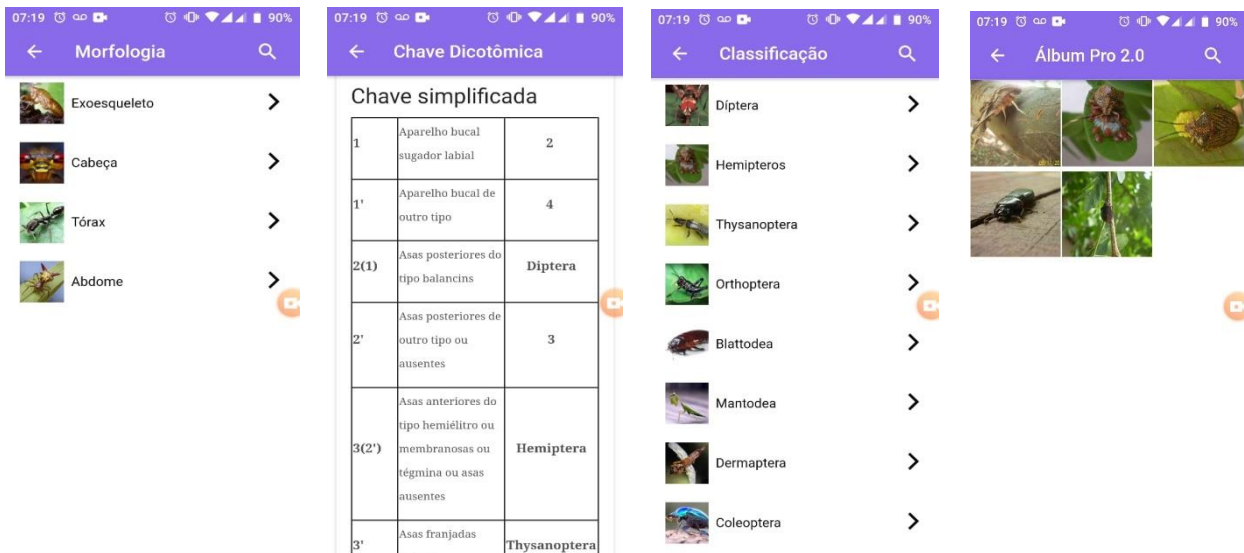 07:19 90%
Morfologia
Exoesqueleto
Cabeça
Tórax
Abdome
07:19 90%
Chave Dicotômica
Chave simplificada
1 Aparelho bucal sugador labial 2
1' Aparelho bucal de outro tipo 4
2(1) Asas posteriores do tipo balancins Diptera
2' Asas posteriores de outro tipo ou ausentes 3
3(2') Asas anteriores do tipo hemiélitro ou membranosas ou tégmina ou asas ausentes Hemiptera
3' Asas franjadas Thysanoptera
07:19 90%
Classificação
Díptera
Hemipteros
Thysanoptera
Orthoptera
Blattodea
Mantodea
Dermaptera
Coleoptera
07:19 90%
Álbum Pro 2.0